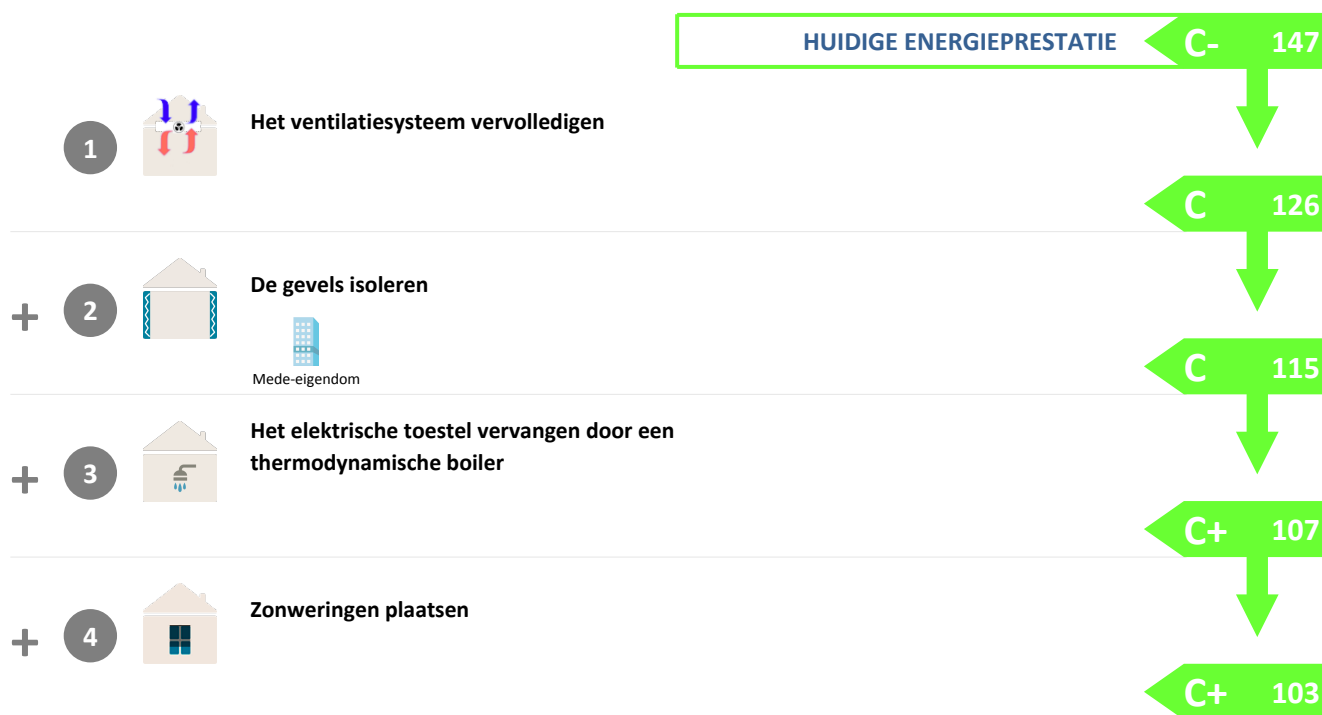 HUIDIGE ENERGIEPRESTATIE C- 147
1 Het ventilatiesysteem vervolledigen
C 126
+ 2 De gevels isoleren
Mede-eigendom
C 115
+ 3 Het elektrische toestel vervangen door een
thermodynamische boiler
C+ 107
+ 4 Zonweringen plaatsen
C+ 103